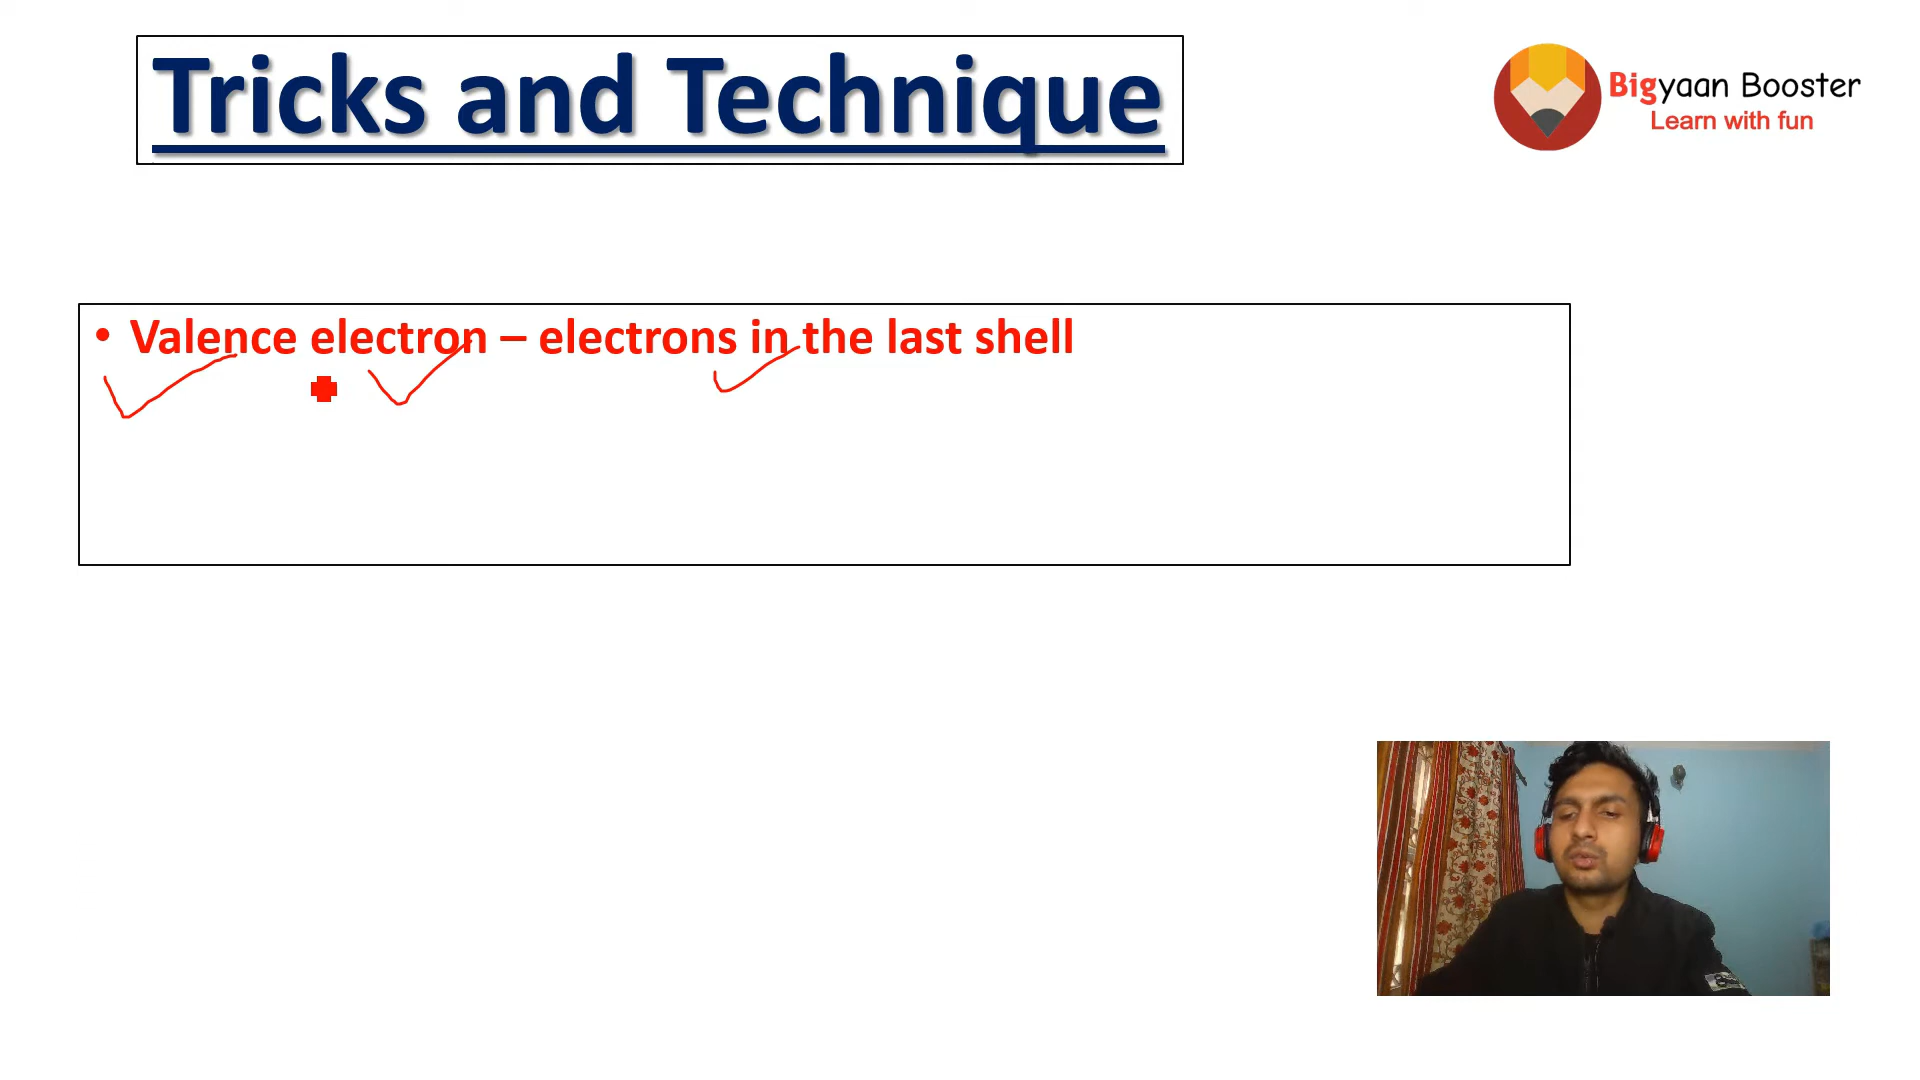 Tricks and Technique
Bigyaan Booster
Learn with fun
• Valence electron – electrons in the last shell